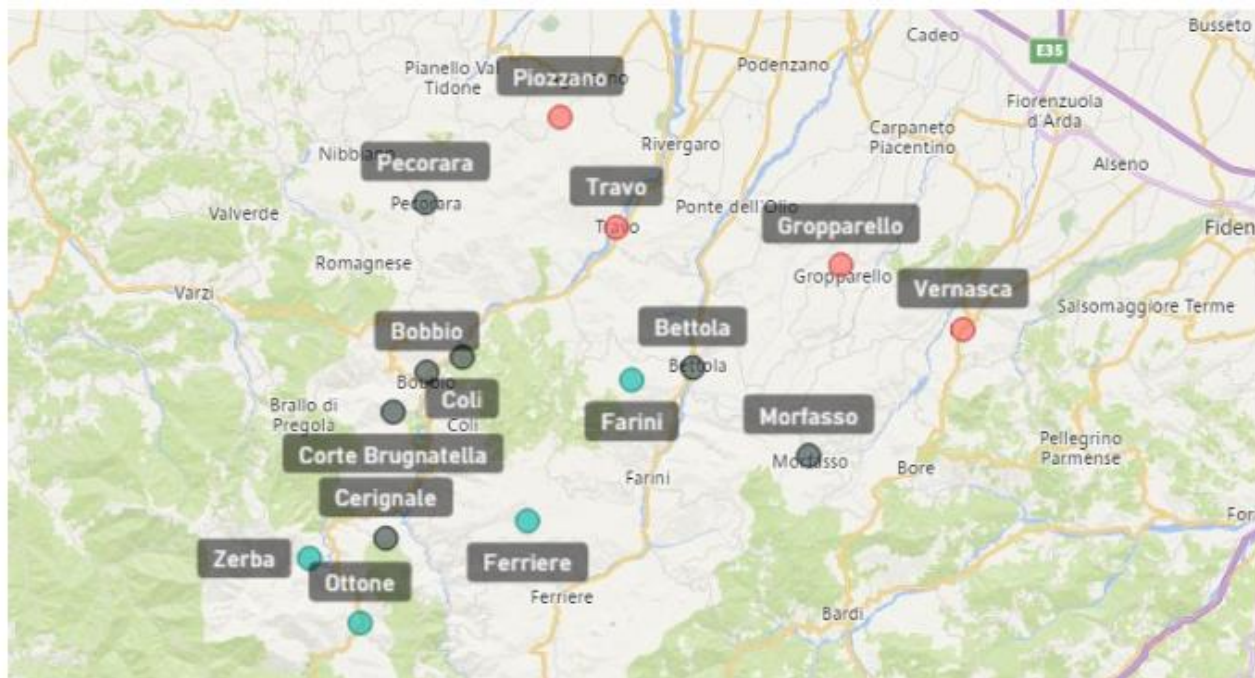 Busseto
Cadeo
E35
Pianello Val
Tidone
Piozzano
Podenzano
Fiorenzuola
d'Arda
Carpaneto
Piacentino
Rivergaro
Nibbiano
Pecorara
Alseno
Travo
Pecorara
Valverde
Ponte dell'Olio
Travo
Gropparello
Fiden
Romagnese
Gropparello
Vernasca
Varzi
Salsomaggiore Terme
Bobbio
Bettola
Bettola
Bobbio
Coli
Brallo di
Pregola
Coli
Farini
Morfasso
Corte Brugnatella
Pellegrino
Parmense
Morfasso
Bore
Farini
Cerignale
For
Zerba
Ferriere
Ottone
Ferriere
Bardi